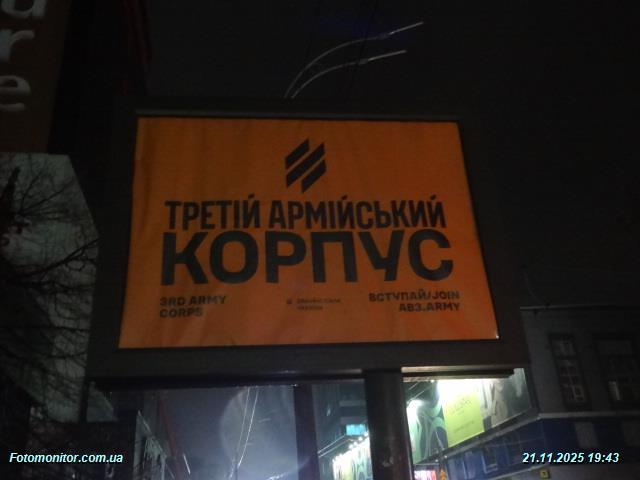 ТРЕТІЙ АРМІЙСЬКИЙ
КОРПУС
3RD ARMY
CORPS
ВСТУПАЙ/JOIN
AB3.ARMY
Fotomonitor.com.ua
21.11.2025 19:43